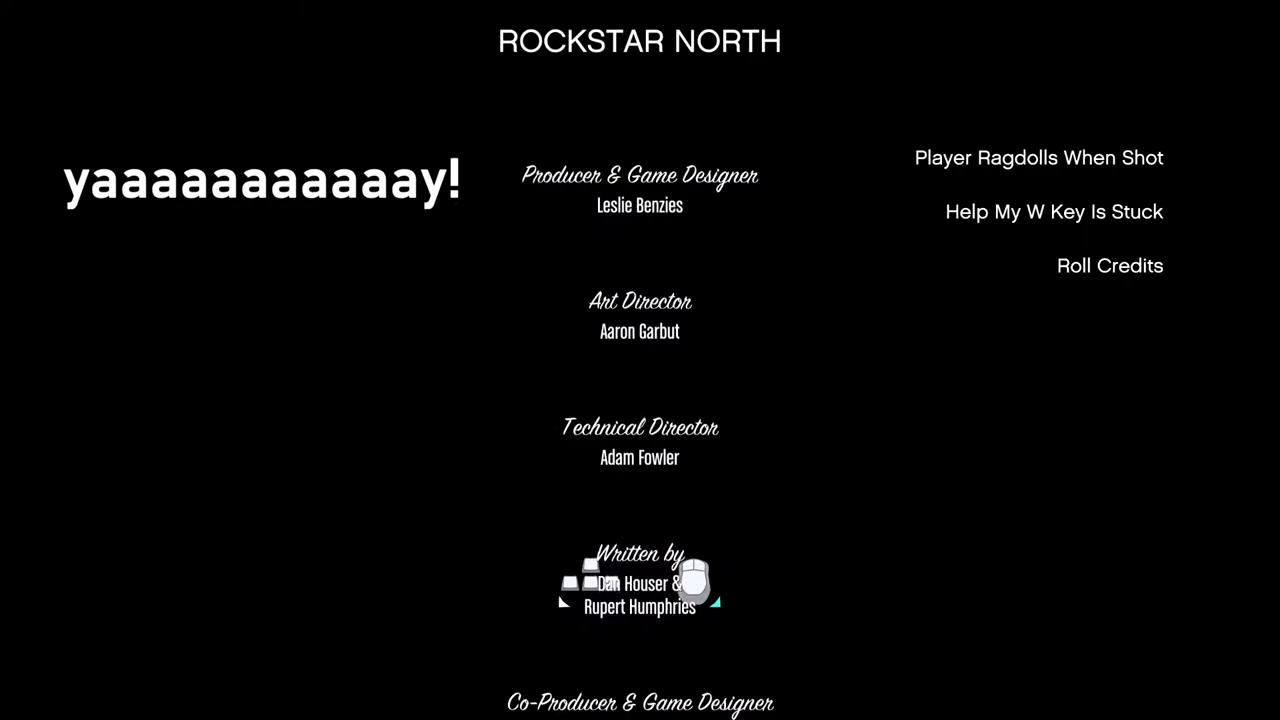 ROCKSTAR NORTH
yaaaaaaaaaaay!
Producer & Game Designer
Leslie Benzies
Player Ragdolls When Shot
Help My W Key Is Stuck
Roll Credits
Art Director
Aaron Garbut
Technical Director
Adam Fowler
Written by
Dan Houser &
Rupert Humphries
Co-Producer & Game Designer